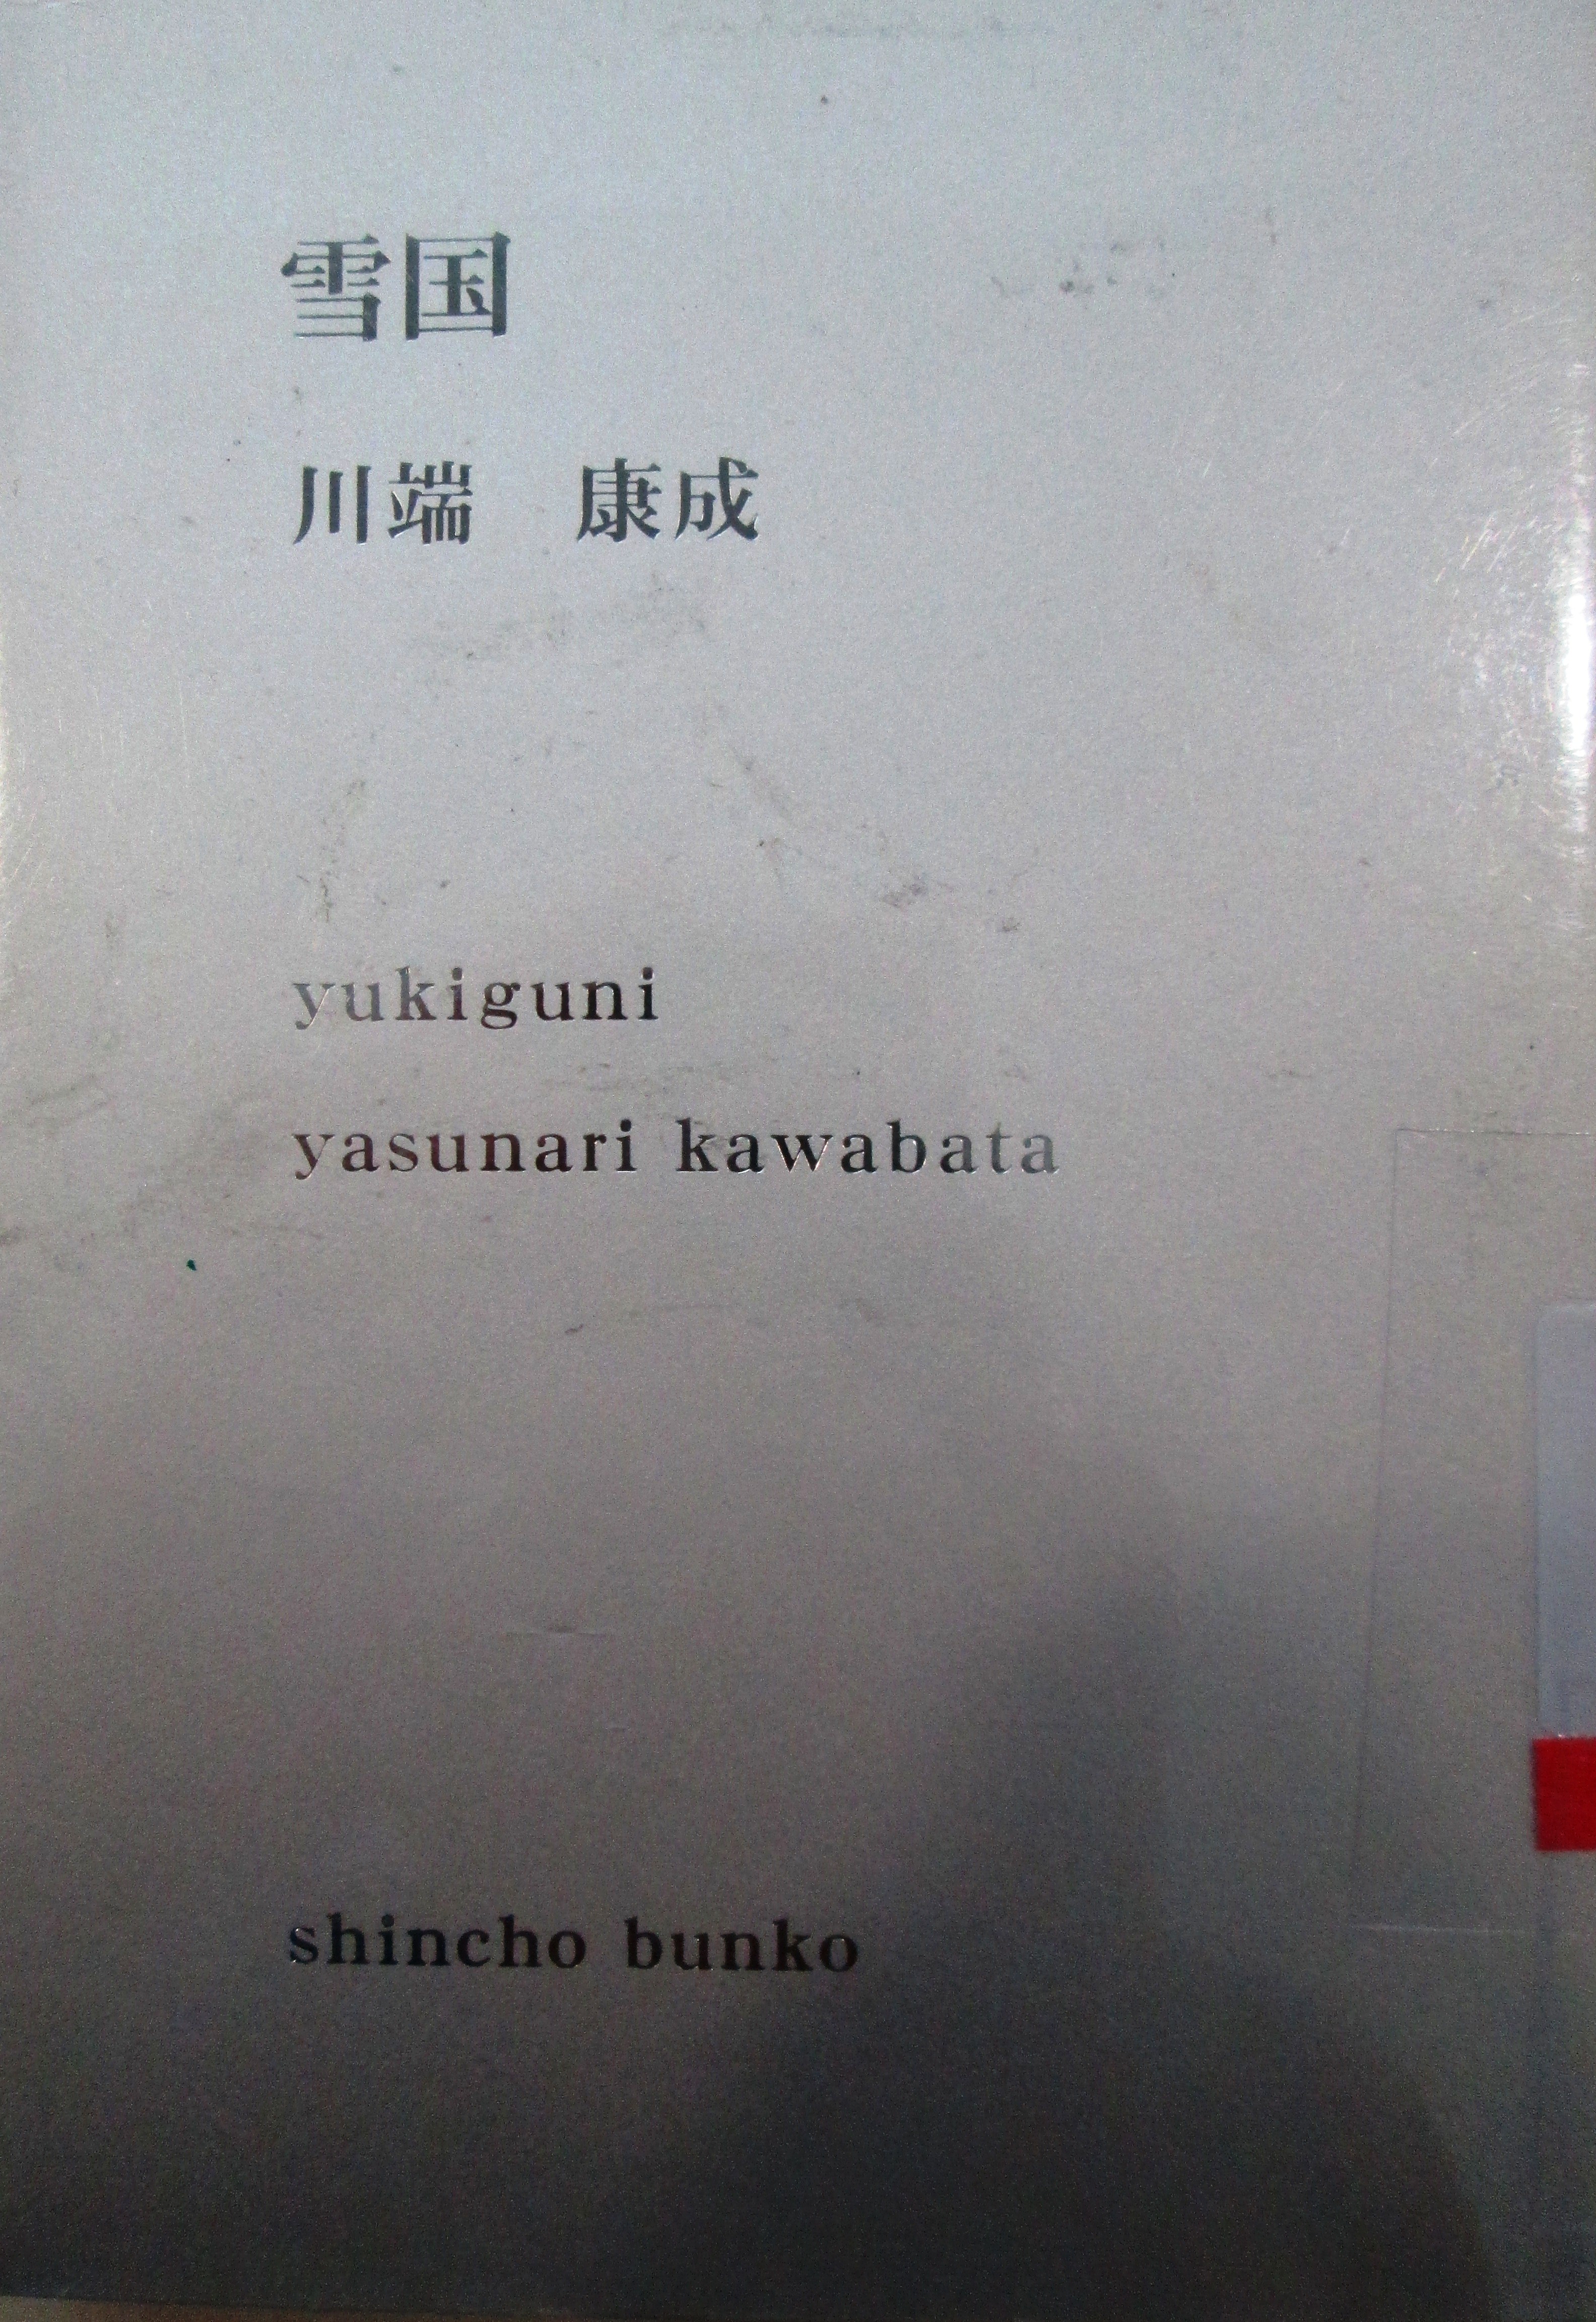 雪国
川端　康成
yukiguni
yasunari kawabata
shincho bunko